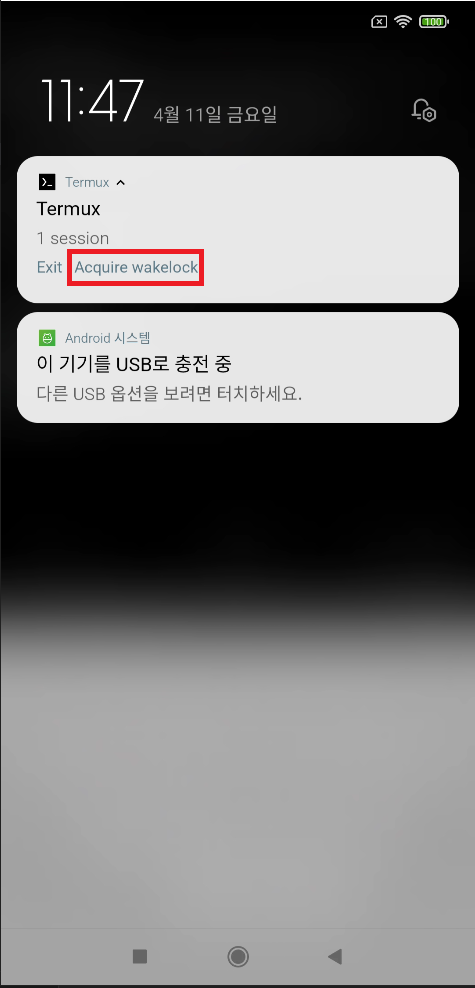 100
11:47 4월 11일 금요일
Termux
Termux
1 session
Exit Acquire wakelock
Android 시스템
이 기기를 USB로 충전 중
다른 USB 옵션을 보려면 터치하세요.